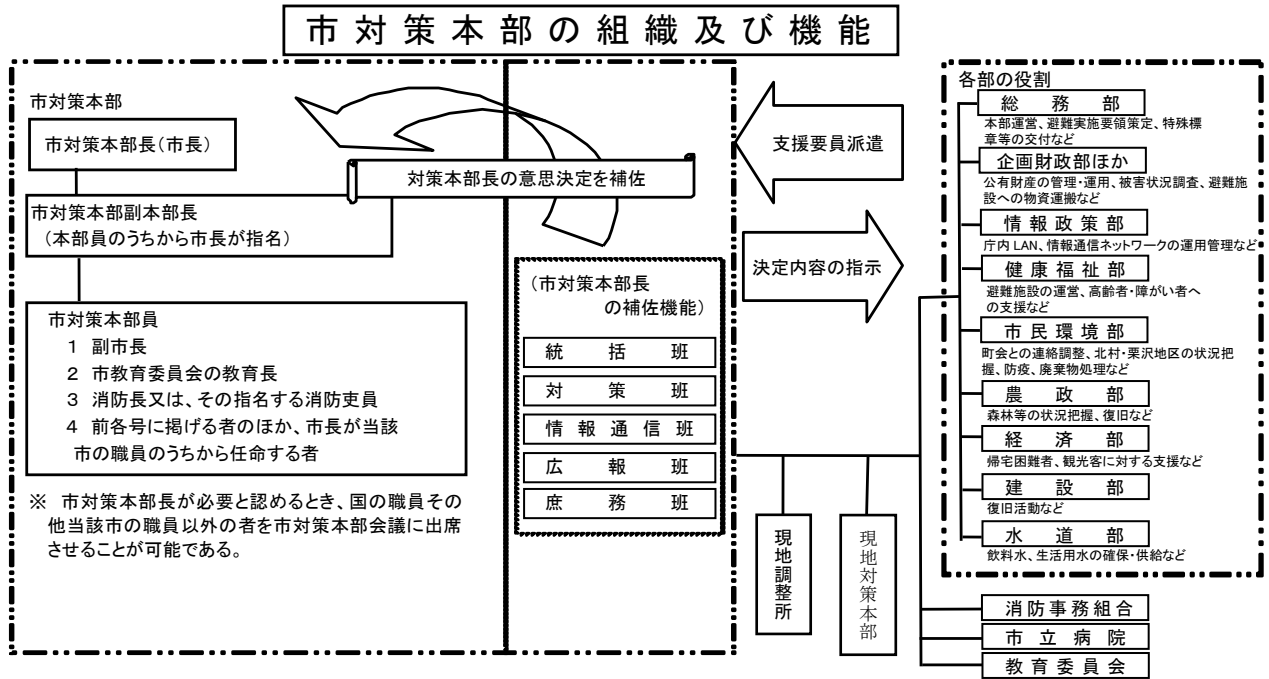 市対策本部の組織及び機能
市対策本部
市対策本部長(市長)
市対策本部副本部長
(本部員のうちから市長が指名)
市対策本部員
1 副市長
2 市教育委員会の教育長
3 消防長又は、その指名する消防吏員
4 前各号に掲げる者のほか、市長が当該
市の職員のうちから任命する者
※ 市対策本部長が必要と認めるとき、国の職員その
他当該市の職員以外の者を市対策本部会議に出席
させることが可能である。
対策本部長の意思決定を補佐
(市対策本部長
の補佐機能)
統括班
対策班
情報通信班
広報班
庶務班
支援要員派遣
決定内容の指示
現地調整所
現地対策本部
各部の役割
総務部
本部運営、避難実施要領策定、特殊標
章等の交付など
企画財政部ほか
公有財産の管理・運用、被害状況調査、避難施
設への物資運搬など
情報政策部
庁内 LAN、情報通信ネットワークの運用管理など
健康福祉部
避難施設の運営、高齢者・障がい者へ
の支援など
市民環境部
町会との連絡調整、北村・栗沢地区の状況把
握、防疫、廃棄物処理など
農政部
森林等の状況把握、復旧など
経済部
帰宅困難者、観光客に対する支援など
建設部
復旧活動など
水道部
飲料水、生活用水の確保・供給など
消防事務組合
市立病院
教育委員会